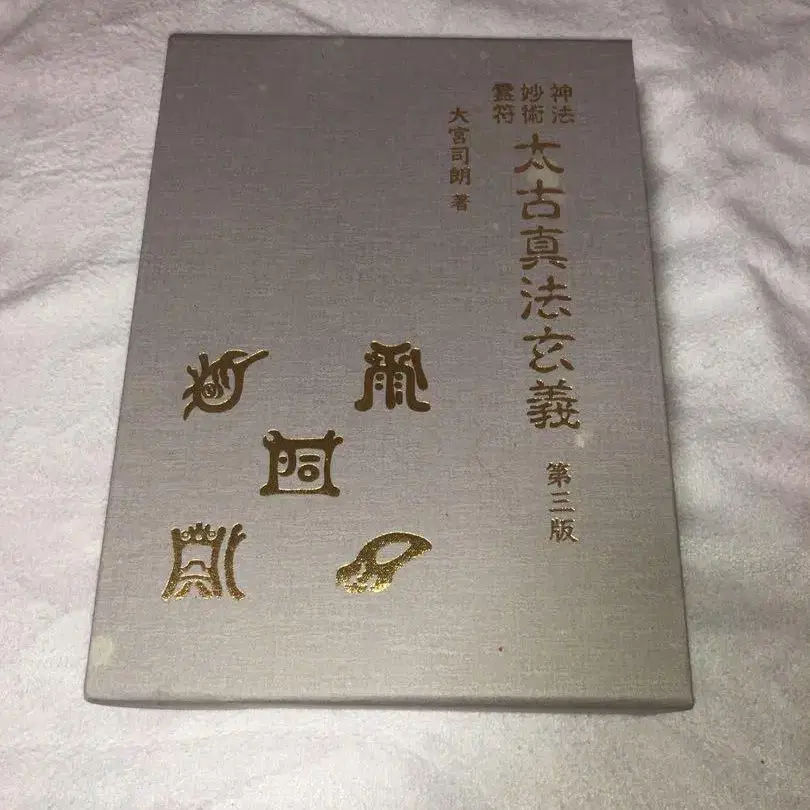 神法
妙術
霊符
太古真法玄義
第三版
大宮司朗 著